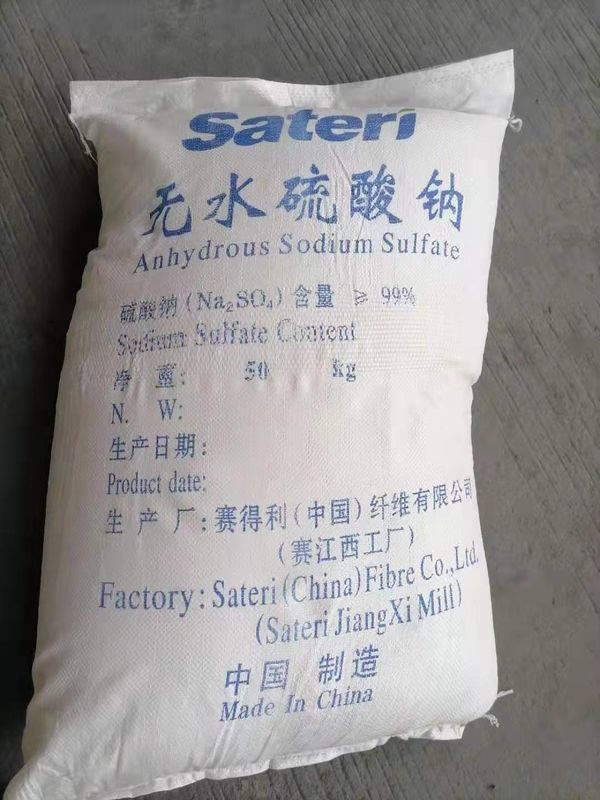 Sateri
无水硫酸钠
Anhydrous Sodium Sulfate
硫酸钠(Na₂SO₄)含量 ≥ 99%
Sodium Sulfate Content
净 重: 50 kg
N. W:
生产日期:
Product date:
生 产 厂:赛得利(中国)纤维有限公司
(赛江西工厂)
Factory: Sateri (China) Fibre Co., Ltd.
(Sateri JiangXi Mill)
中国 制造
Made In China